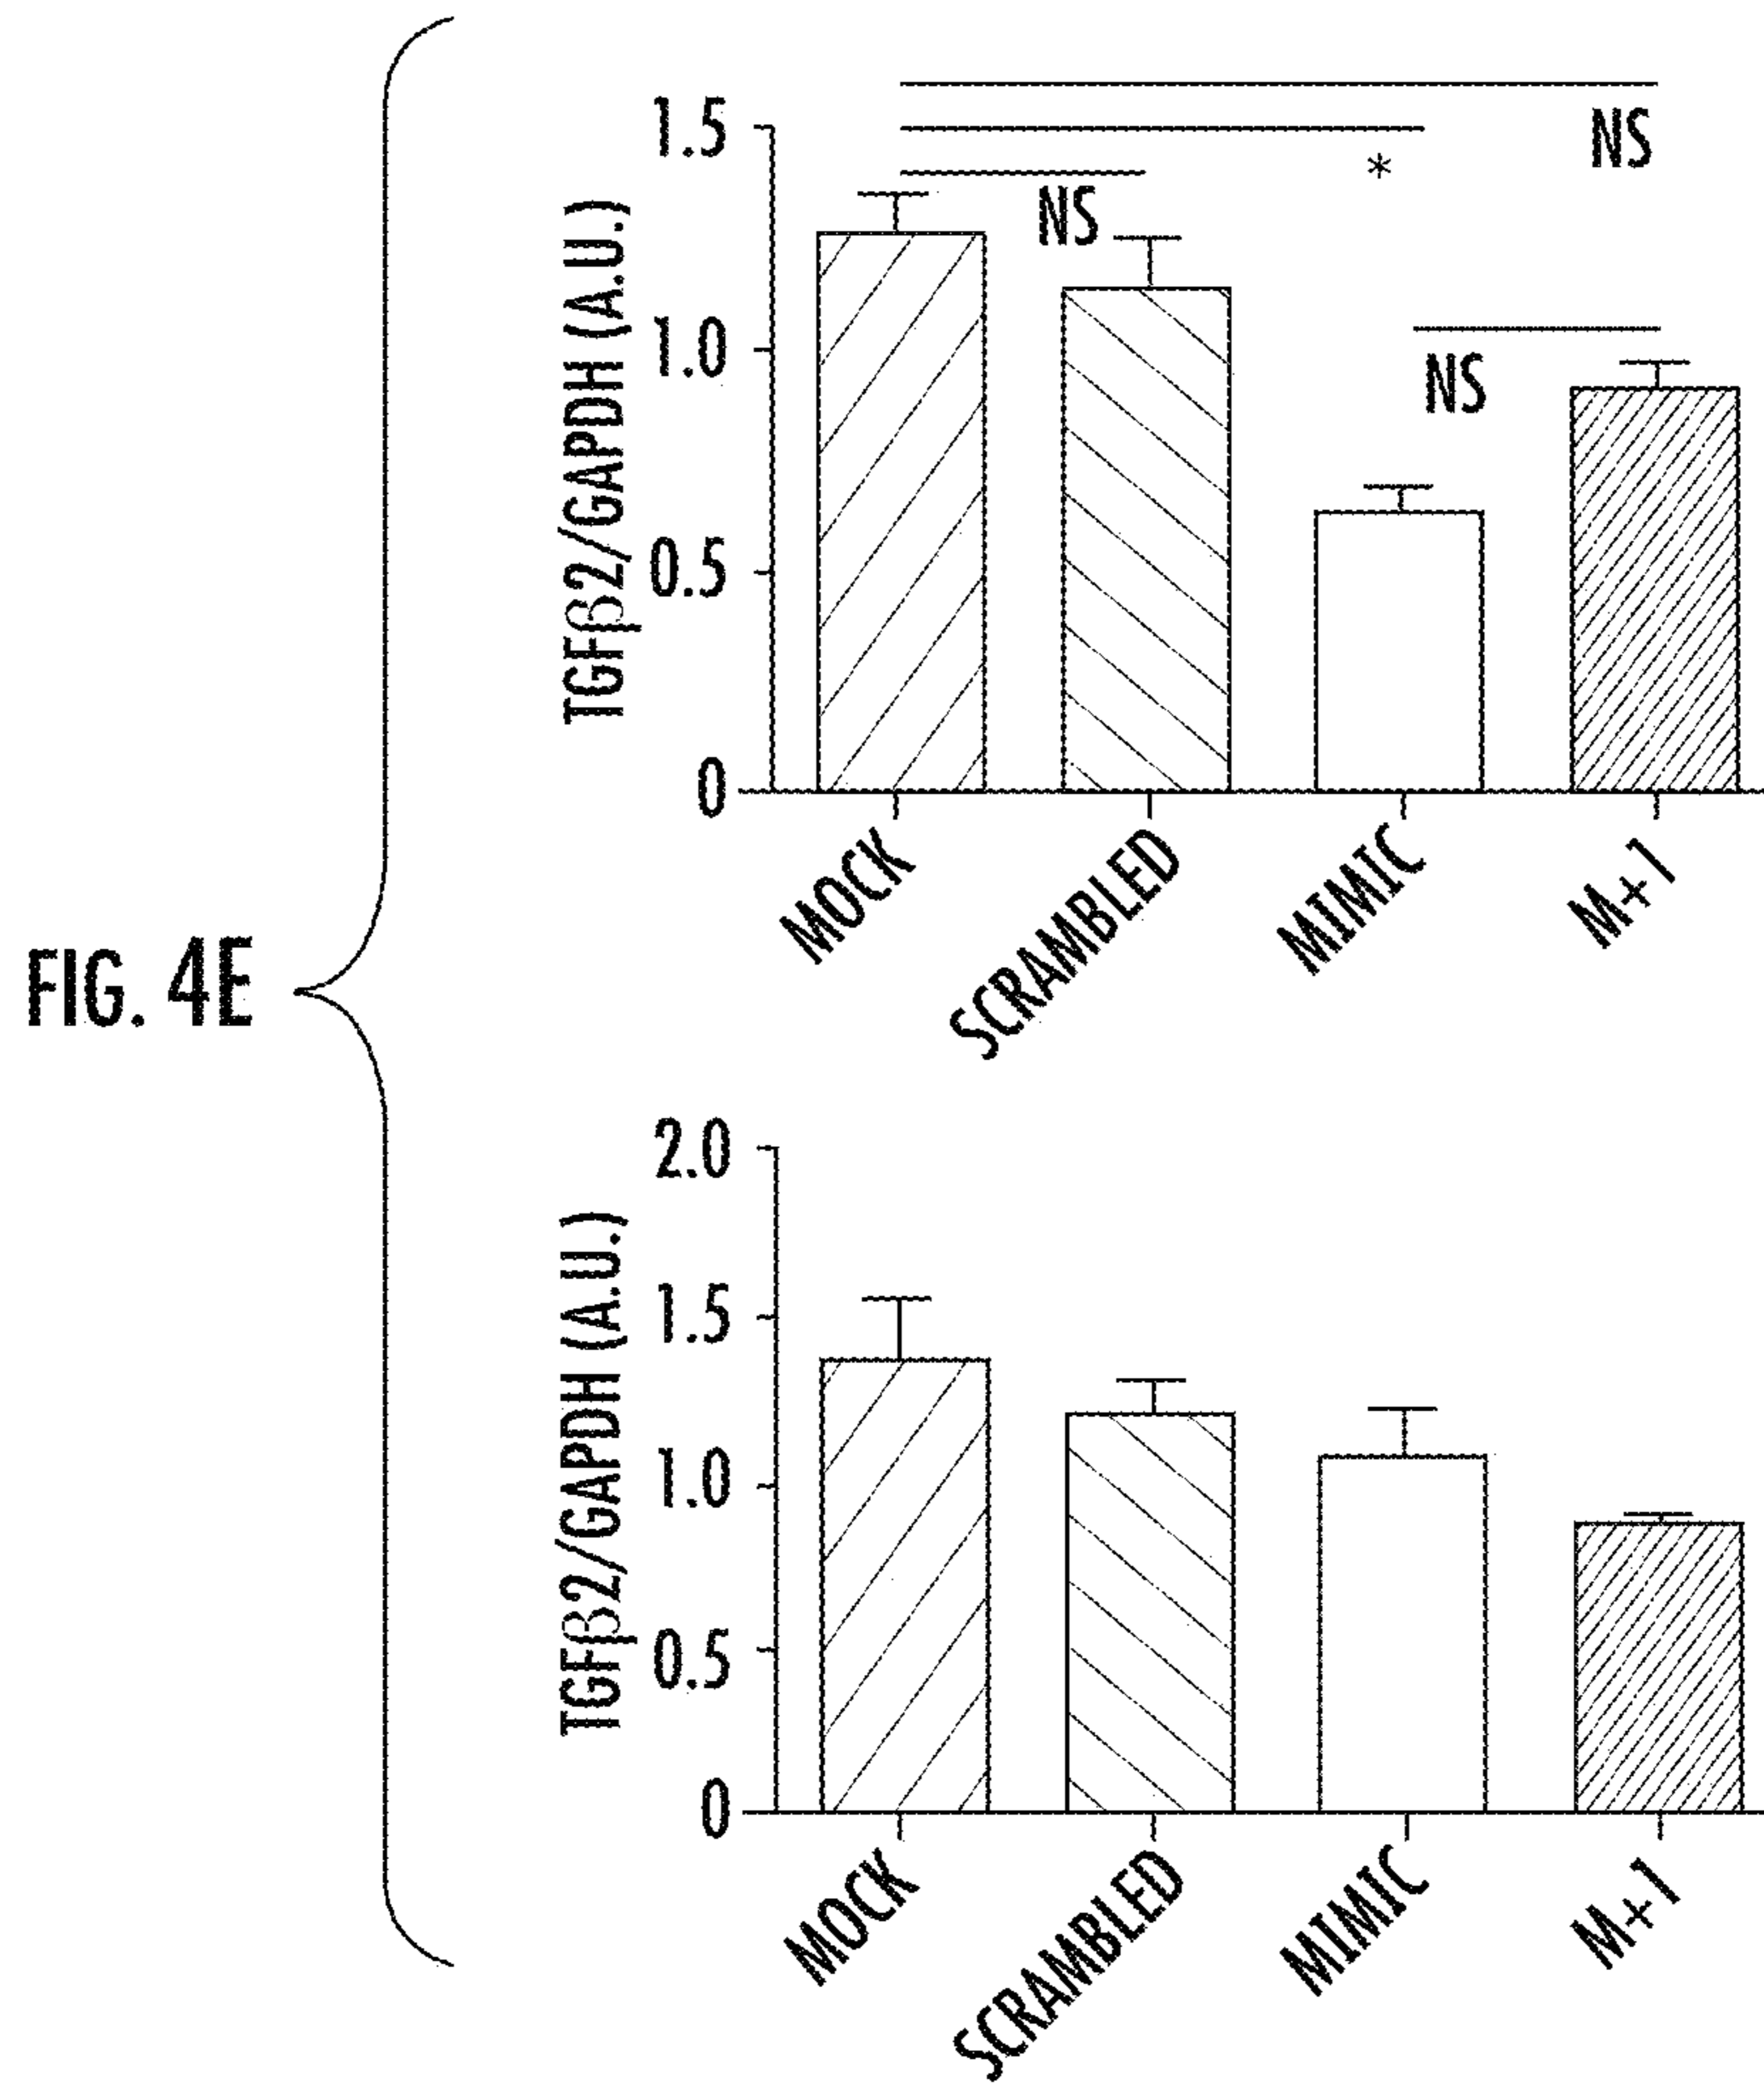 FIG. 4E
TGFβ2/GAPDH (A.U.)
1.5
1.0
0.5
0
NS
*
NS
NS
MOCK
SCRAMBLED
MIMIC
M+1
TGFβ2/GAPDH (A.U.)
2.0
1.5
1.0
0.5
0
MOCK
SCRAMBLED
MIMIC
M+1